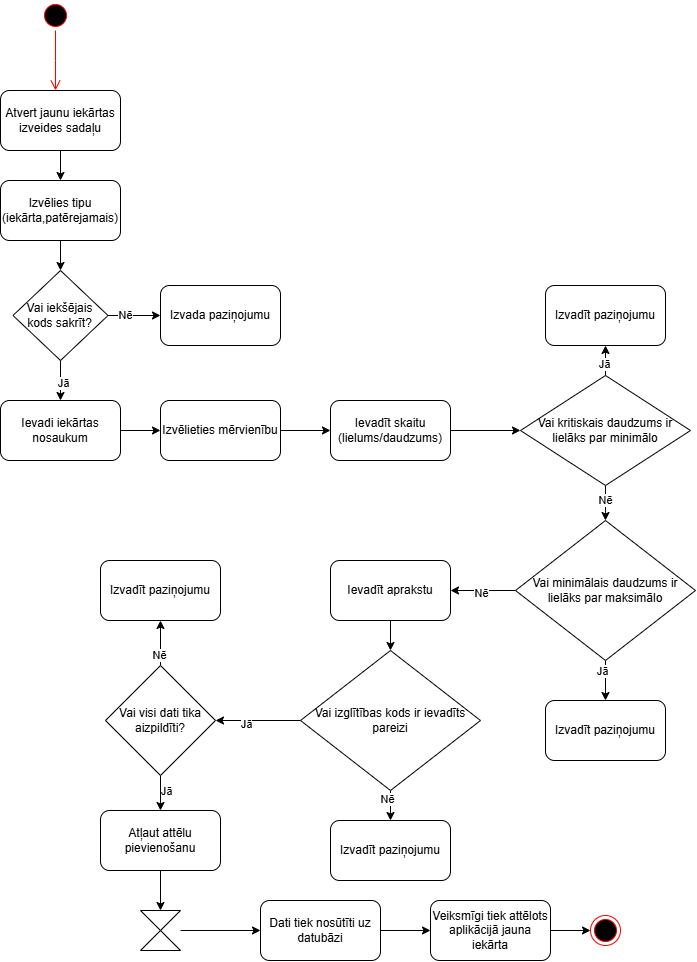 Atvert jaunu iekārtas
izveides sadaļu
Izvēlies tipu
(iekārta,patērejamais)
Vai iekšējais
kods sakrīt?
Nē
Izvada paziņojumu
Jā
Ievadi iekārtas
nosaukum
Izvēlieties mērvienību
Ievadīt skaitu
(lielums/daudzums)
Vai kritiskais daudzums ir
lielāks par minimālo
Jā
Izvadīt paziņojumu
Nē
Vai minimālais daudzums ir
lielāks par maksimālo
Jā
Izvadīt paziņojumu
Nē
Ievadīt aprakstu
Vai izglītības kods ir ievadīts
pareizi
Nē
Izvadīt paziņojumu
Jā
Vai visi dati tika
aizpildīti?
Nē
Izvadīt paziņojumu
Jā
Atļaut attēlu
pievienošanu
Dati tiek nosūtīti uz
datubāzi
Veiksmīgi tiek attēlots
aplikācijā jauna
iekārta